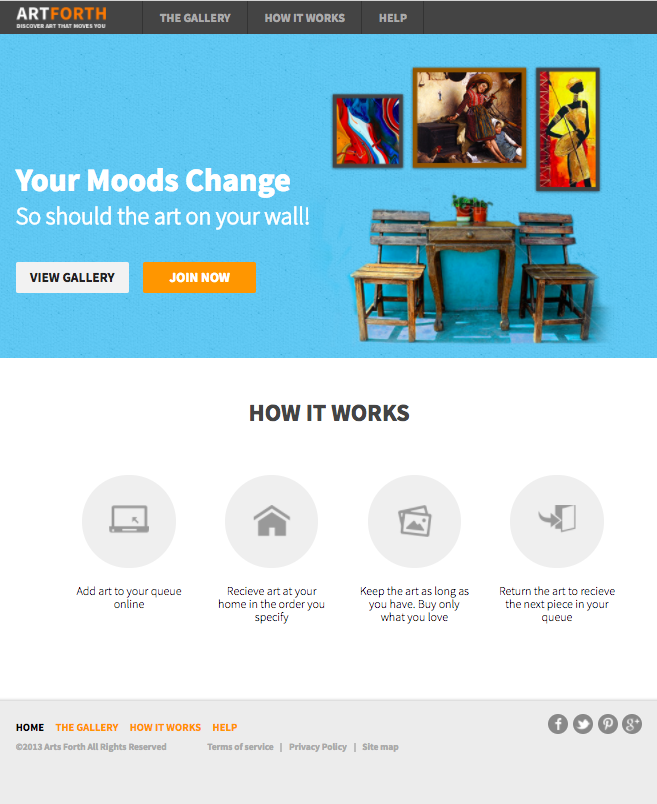 ARTFORTH
DISCOVER ART THAT MOVES YOU
THE GALLERY
HOW IT WORKS
HELP
Your Moods Change
So should the art on your wall!
VIEW GALLERY
JOIN NOW
HOW IT WORKS
Add art to your queue
online
Recieve art at your
home in the order you
specify
Keep the art as long as
you have. Buy only
what you love
Return the art to recieve
the next piece in your
queue
HOME THE GALLERY HOW IT WORKS HELP
©2013 Arts Forth All Rights Reserved
Terms of service | Privacy Policy | Site map